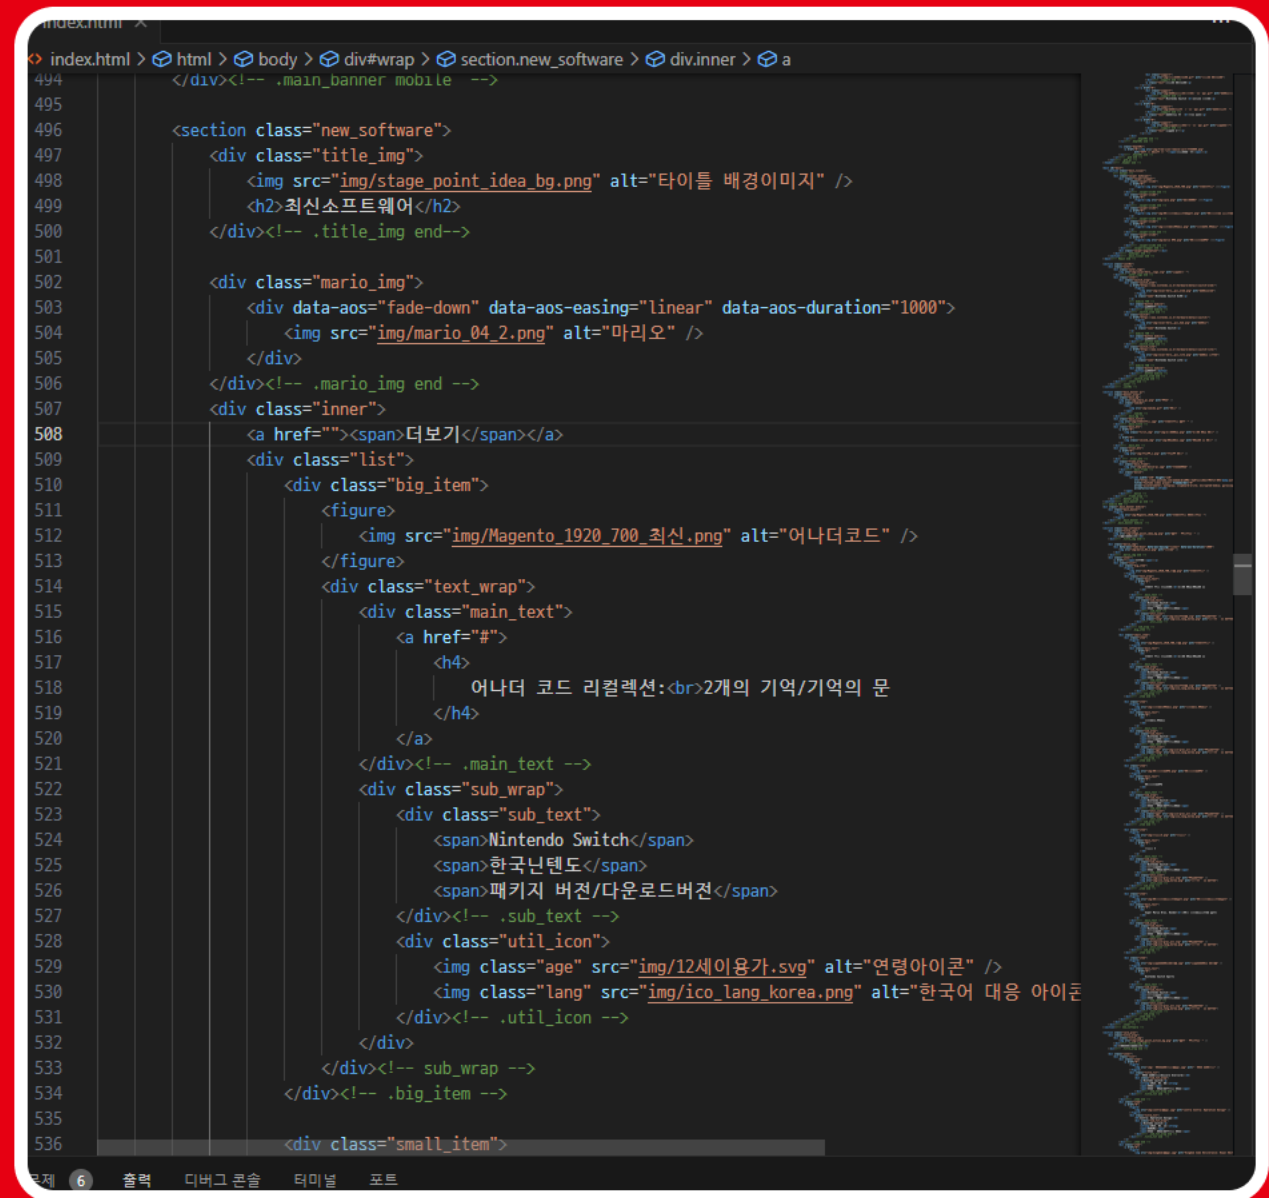 index.html ×
<> index.html > html > body > div#wrap > section.new_software > div.inner > a
494 </div><!-- .main_banner mobile  -->
495
496 <section class="new_software">
497 <div class="title_img">
498 <img src="img/stage_point_idea_bg.png" alt="타이틀 배경이미지" />
499 <h2>최신소프트웨어</h2>
500 </div><!-- .title_img end-->
501
502 <div class="mario_img">
503 <div data-aos="fade-down" data-aos-easing="linear" data-aos-duration="1000">
504 <img src="img/mario_04_2.png" alt="마리오" />
505 </div>
506 </div><!-- .mario_img end -->
507 <div class="inner">
508 <a href=""><span>더보기</span></a>
509 <div class="list">
510 <div class="big_item">
511 <figure>
512 <img src="img/Magento_1920_700_최신.png" alt="어나더코드" />
513 </figure>
514 <div class="text_wrap">
515 <div class="main_text">
516 <a href="#">
517 <h4>
518 어나더 코드 리컬렉션:<br>2개의 기억/기억의 문
519 </h4>
520 </a>
521 </div><!-- .main_text -->
522 <div class="sub_wrap">
523 <div class="sub_text">
524 <span>Nintendo Switch</span>
525 <span>한국닌텐도</span>
526 <span>패키지 버전/다운로드버전</span>
527 </div><!-- .sub_text -->
528 <div class="util_icon">
529 <img class="age" src="img/12세이용가.svg" alt="연령아이콘" />
530 <img class="lang" src="img/ico_lang_korea.png" alt="한국어 대응 아이콘
531 </div><!-- .util_icon -->
532 </div>
533 </div><!-- sub_wrap -->
534 </div><!-- .big_item -->
535
536 <div class="small_item">
문제 6 출력 디버그 콘솔 터미널 포트